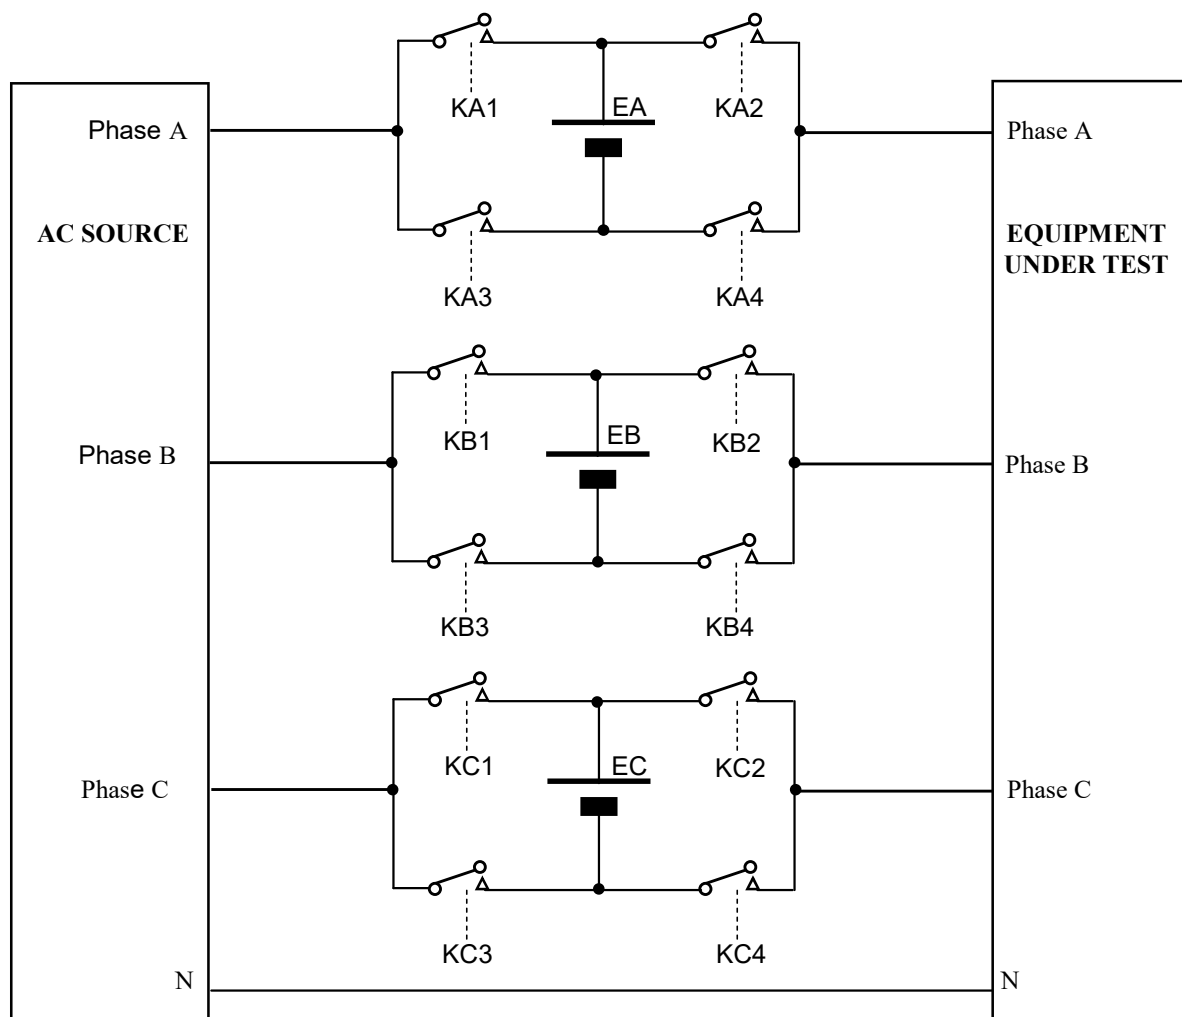 KA1
EA
KA2
Phase A
Phase A
AC SOURCE
EQUIPMENT
UNDER TEST
KA3
KA4
KB1
EB
KB2
Phase B
Phase B
KB3
KB4
KC1
EC
KC2
Phase C
Phase C
KC3
KC4
N
N